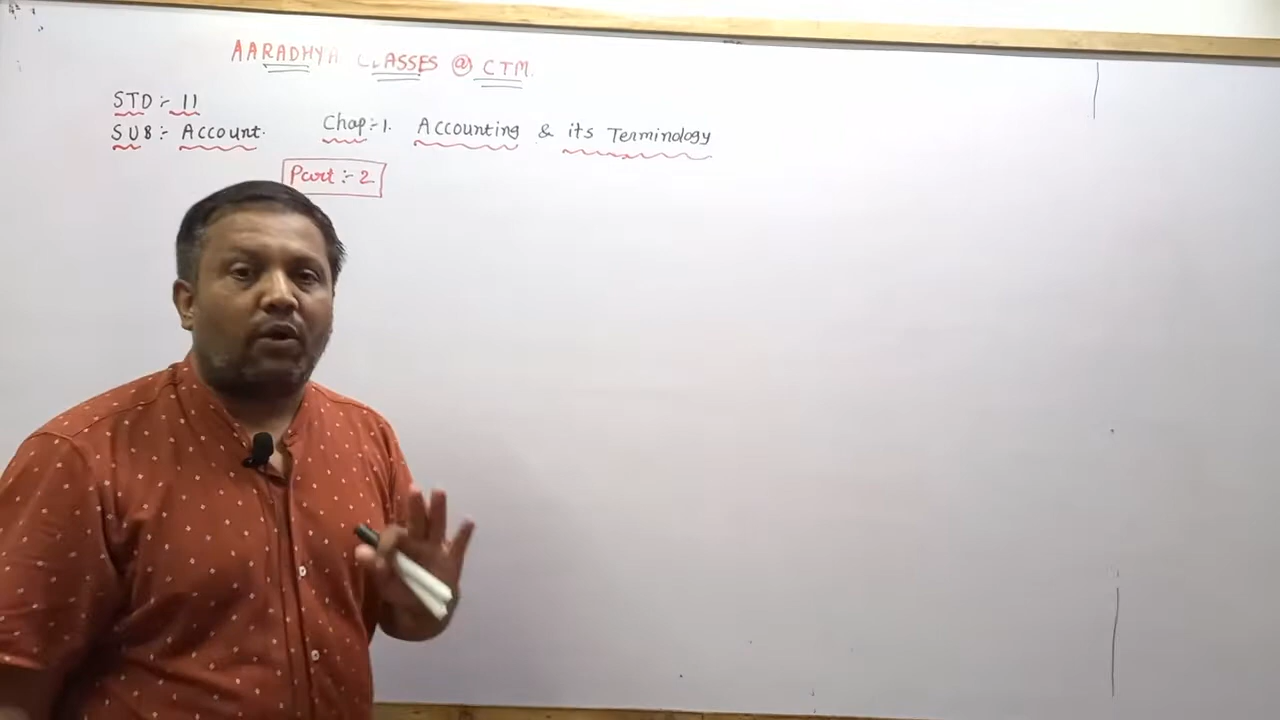 AARADHYA CLASSES @ CTM.
STD :- 11
SUB :- Account. Chap :- 1. Accounting & its Terminology
Part :- 2